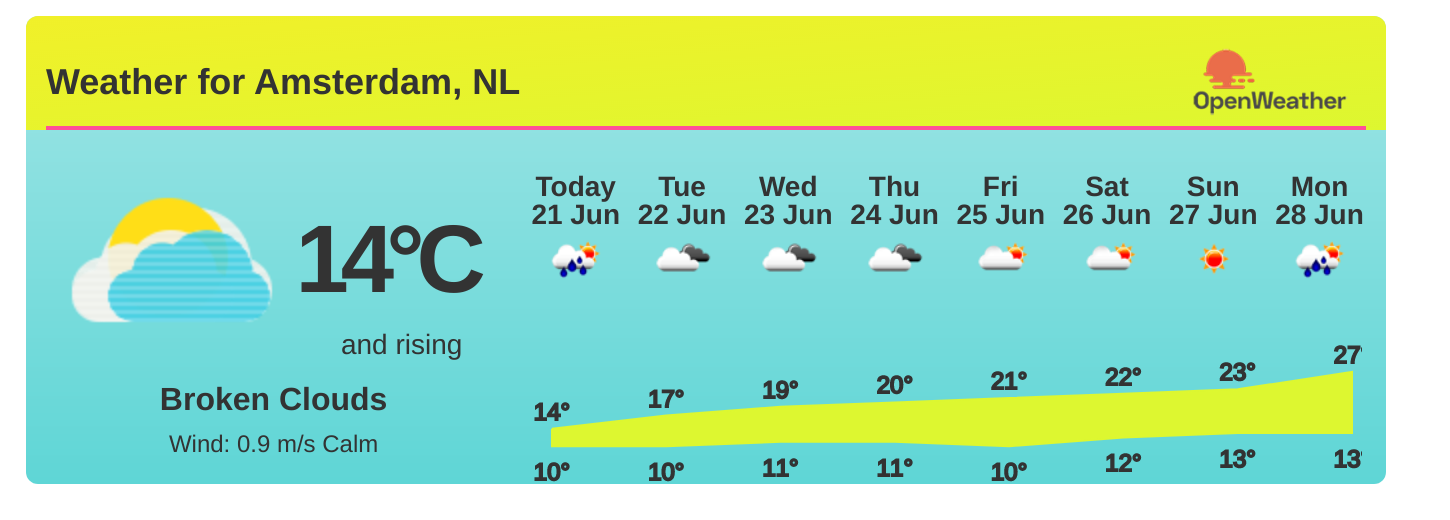 Weather for Amsterdam, NL
OpenWeather
14°C
and rising
Broken Clouds
Wind: 0.9 m/s Calm
Today Tue Wed Thu Fri Sat Sun Mon
21 Jun 22 Jun 23 Jun 24 Jun 25 Jun 26 Jun 27 Jun 28 Jun
14° 17° 19° 20° 21° 22° 23° 27°
10° 10° 11° 11° 10° 12° 13° 13°